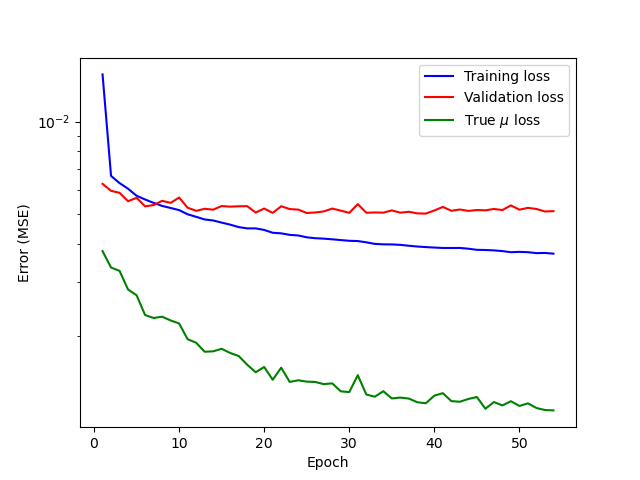 Training loss
Validation loss
True μ loss
10⁻²
Error (MSE)
0 10 20 30 40 50
Epoch